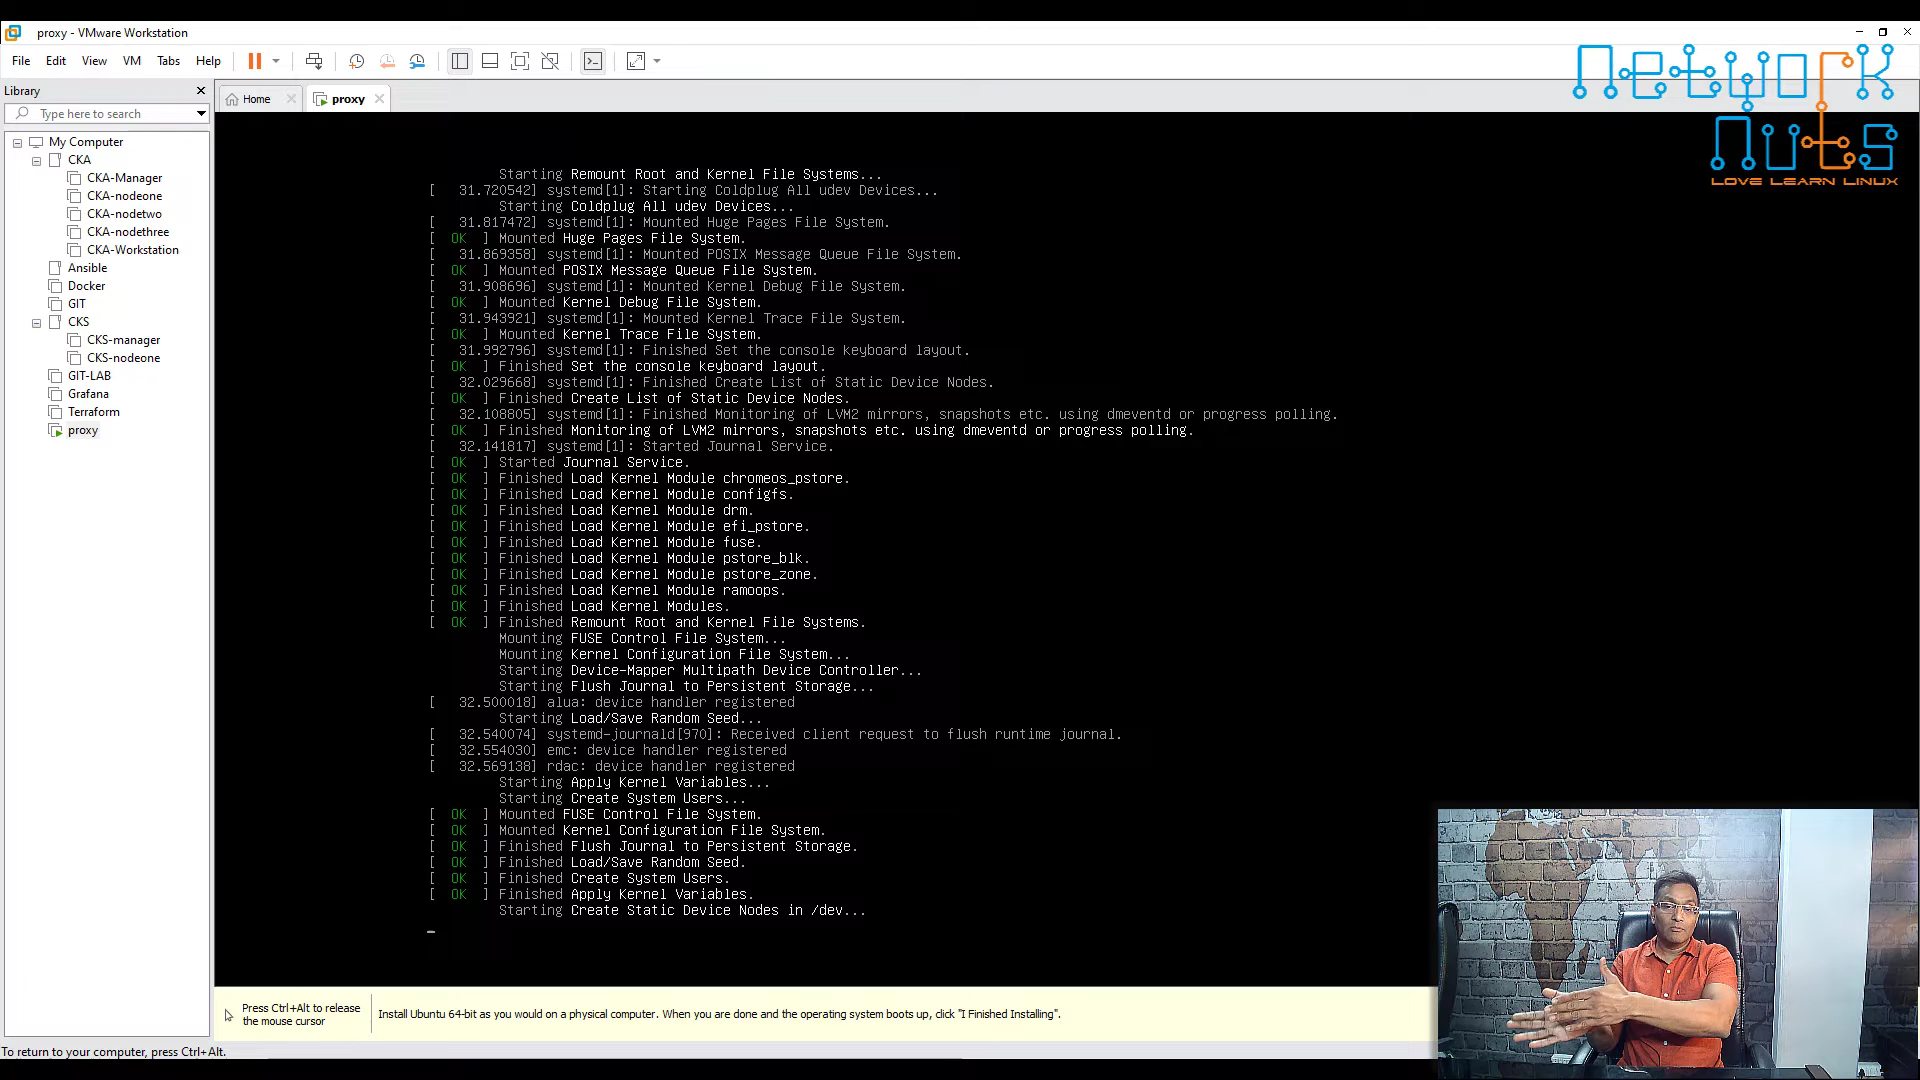 proxy - VMware Workstation
File Edit View VM Tabs Help
Network
Nuts
LOVE LEARN LINUX
Library
Type here to search
Home
proxy
My Computer
CKA
CKA-Manager
CKA-nodeone
CKA-nodetwo
CKA-nodethree
CKA-Workstation
Ansible
Docker
GIT
CKS
CKS-manager
CKS-nodeone
GIT-LAB
Grafana
Terraform
proxy
Starting Remount Root and Kernel File Systems...
[ 31.720542] systemd[1]: Starting Coldplug All udev Devices...
Starting Coldplug All udev Devices...
[ 31.817472] systemd[1]: Mounted Huge Pages File System.
[ OK ] Mounted Huge Pages File System.
[ 31.869358] systemd[1]: Mounted POSIX Message Queue File System.
[ OK ] Mounted POSIX Message Queue File System.
[ 31.908696] systemd[1]: Mounted Kernel Debug File System.
[ OK ] Mounted Kernel Debug File System.
[ 31.943921] systemd[1]: Mounted Kernel Trace File System.
[ OK ] Mounted Kernel Trace File System.
[ 31.992796] systemd[1]: Finished Set the console keyboard layout.
[ OK ] Finished Set the console keyboard layout.
[ 32.029668] systemd[1]: Finished Create List of Static Device Nodes.
[ OK ] Finished Create List of Static Device Nodes.
[ 32.108805] systemd[1]: Finished Monitoring of LVM2 mirrors, snapshots etc. using dmeventd or progress polling.
[ OK ] Finished Monitoring of LVM2 mirrors, snapshots etc. using dmeventd or progress polling.
[ 32.141817] systemd[1]: Started Journal Service.
[ OK ] Started Journal Service.
[ OK ] Finished Load Kernel Module chromeos_pstore.
[ OK ] Finished Load Kernel Module configfs.
[ OK ] Finished Load Kernel Module drm.
[ OK ] Finished Load Kernel Module efi_pstore.
[ OK ] Finished Load Kernel Module fuse.
[ OK ] Finished Load Kernel Module pstore_blk.
[ OK ] Finished Load Kernel Module pstore_zone.
[ OK ] Finished Load Kernel Module ramoops.
[ OK ] Finished Load Kernel Modules.
[ OK ] Finished Remount Root and Kernel File Systems.
Mounting FUSE Control File System...
Mounting Kernel Configuration File System...
Starting Device-Mapper Multipath Device Controller...
Starting Flush Journal to Persistent Storage...
[ 32.500018] alua: device handler registered
Starting Load/Save Random Seed...
[ 32.540074] systemd-journald[970]: Received client request to flush runtime journal.
[ 32.554030] emc: device handler registered
[ 32.569138] rdac: device handler registered
Starting Apply Kernel Variables...
Starting Create System Users...
[ OK ] Mounted FUSE Control File System.
[ OK ] Mounted Kernel Configuration File System.
[ OK ] Finished Flush Journal to Persistent Storage.
[ OK ] Finished Load/Save Random Seed.
[ OK ] Finished Create System Users.
[ OK ] Finished Apply Kernel Variables.
Starting Create Static Device Nodes in /dev...
Press Ctrl+Alt to release
the mouse cursor
Install Ubuntu 64-bit as you would on a physical computer. When you are done and the operating system boots up, click "I Finished Installing".
To return to your computer, press Ctrl+Alt.